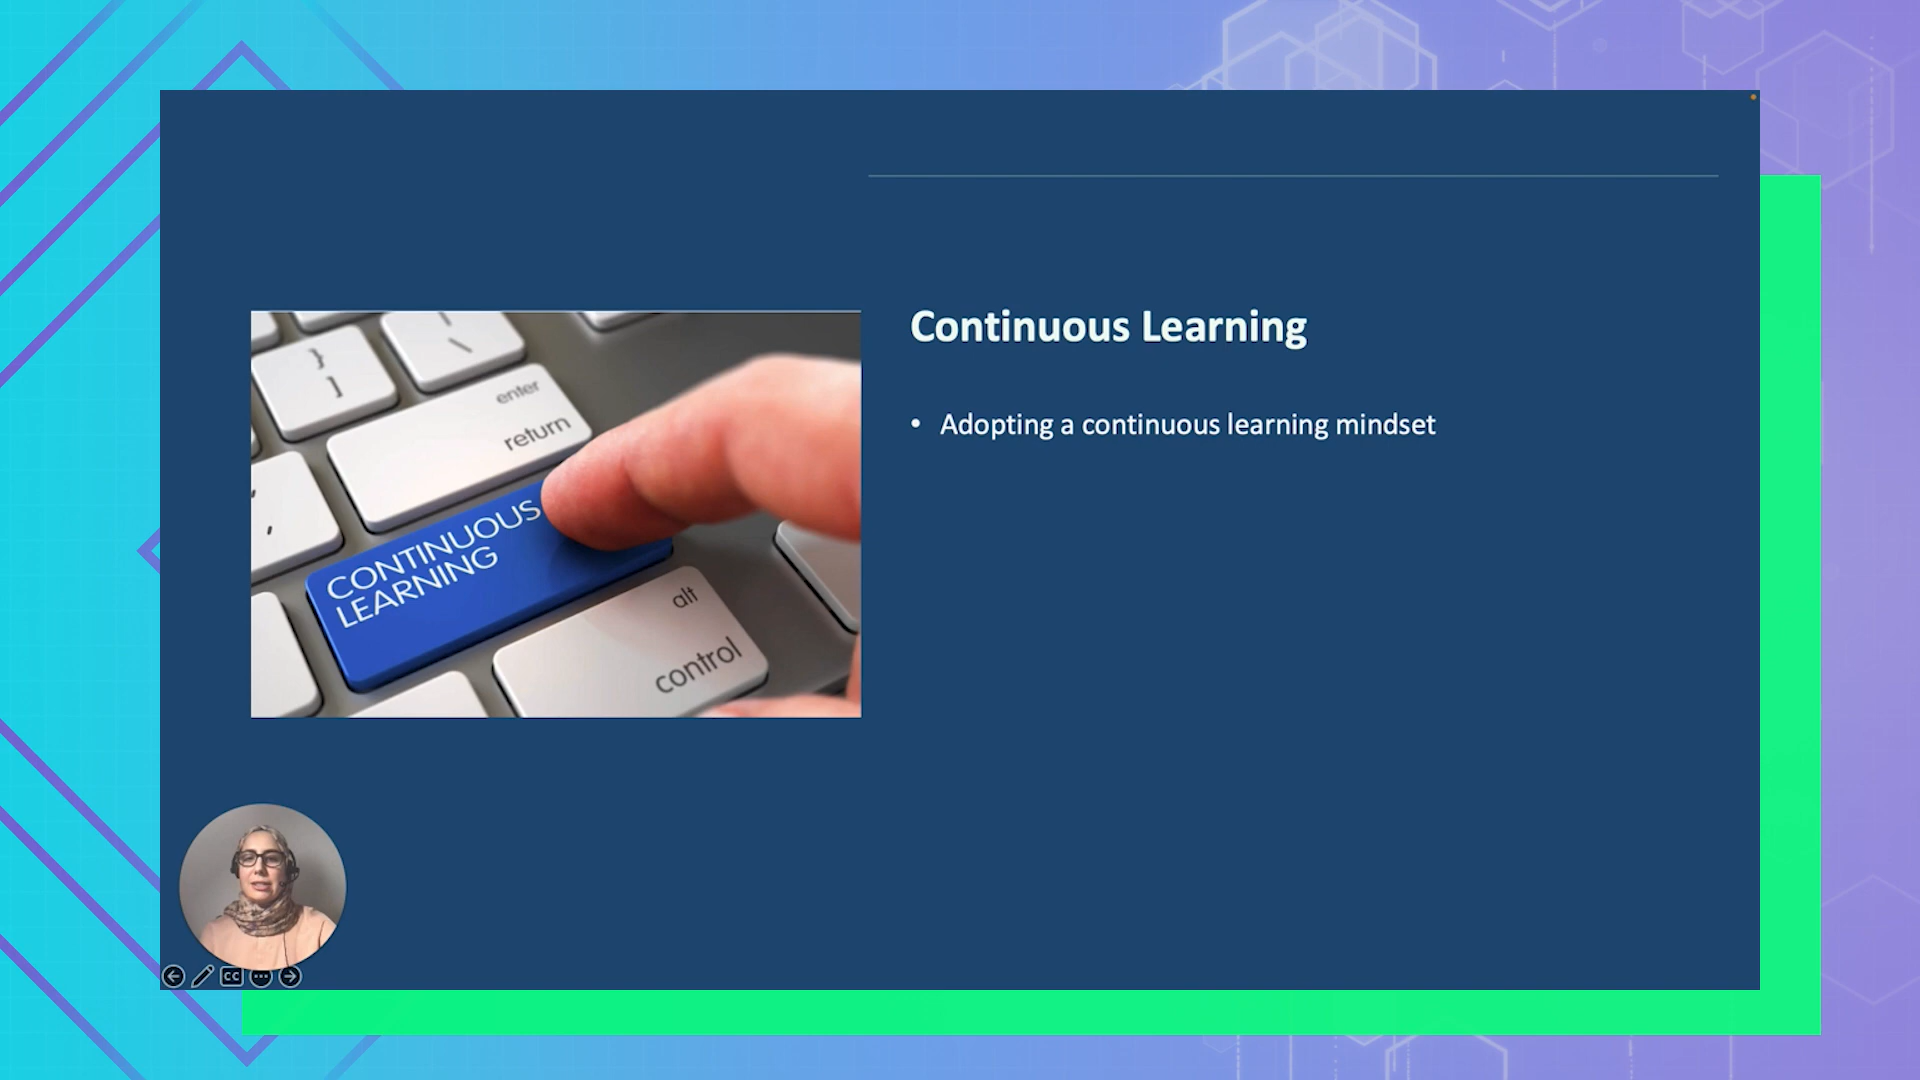 Continuous Learning
• Adopting a continuous learning mindset
}
]
\
enter
return
CONTINUOUS
LEARNING
alt
control
CC